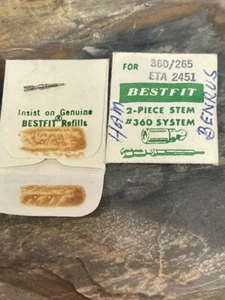 Insist on Genuine
BESTFIT Refills
FOR 360/265
ETA 2451
BESTFIT
2-PIECE STEM
#360 SYSTEM
HAM
BENRUS